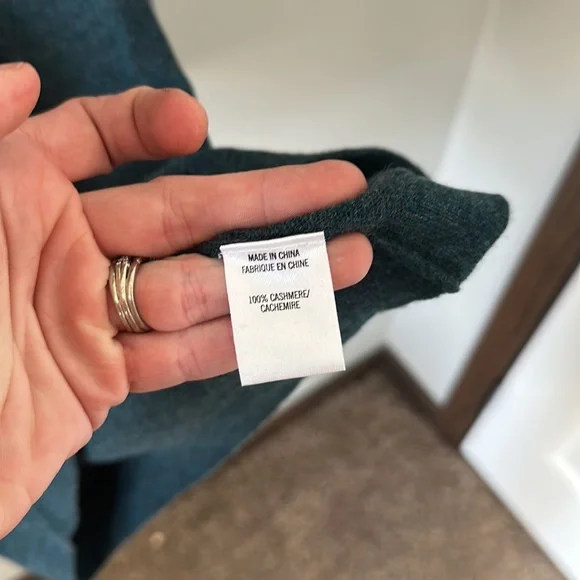 MADE IN CHINA
FABRIQUE EN CHINE
100% CASHMERE/
CACHEMIRE